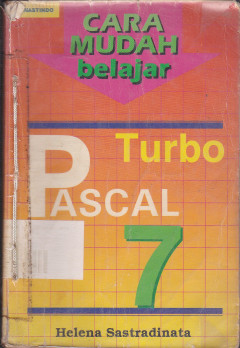 CARA
MUDAH
belajar
Turbo
PASCAL
7
Helena Sastradinata